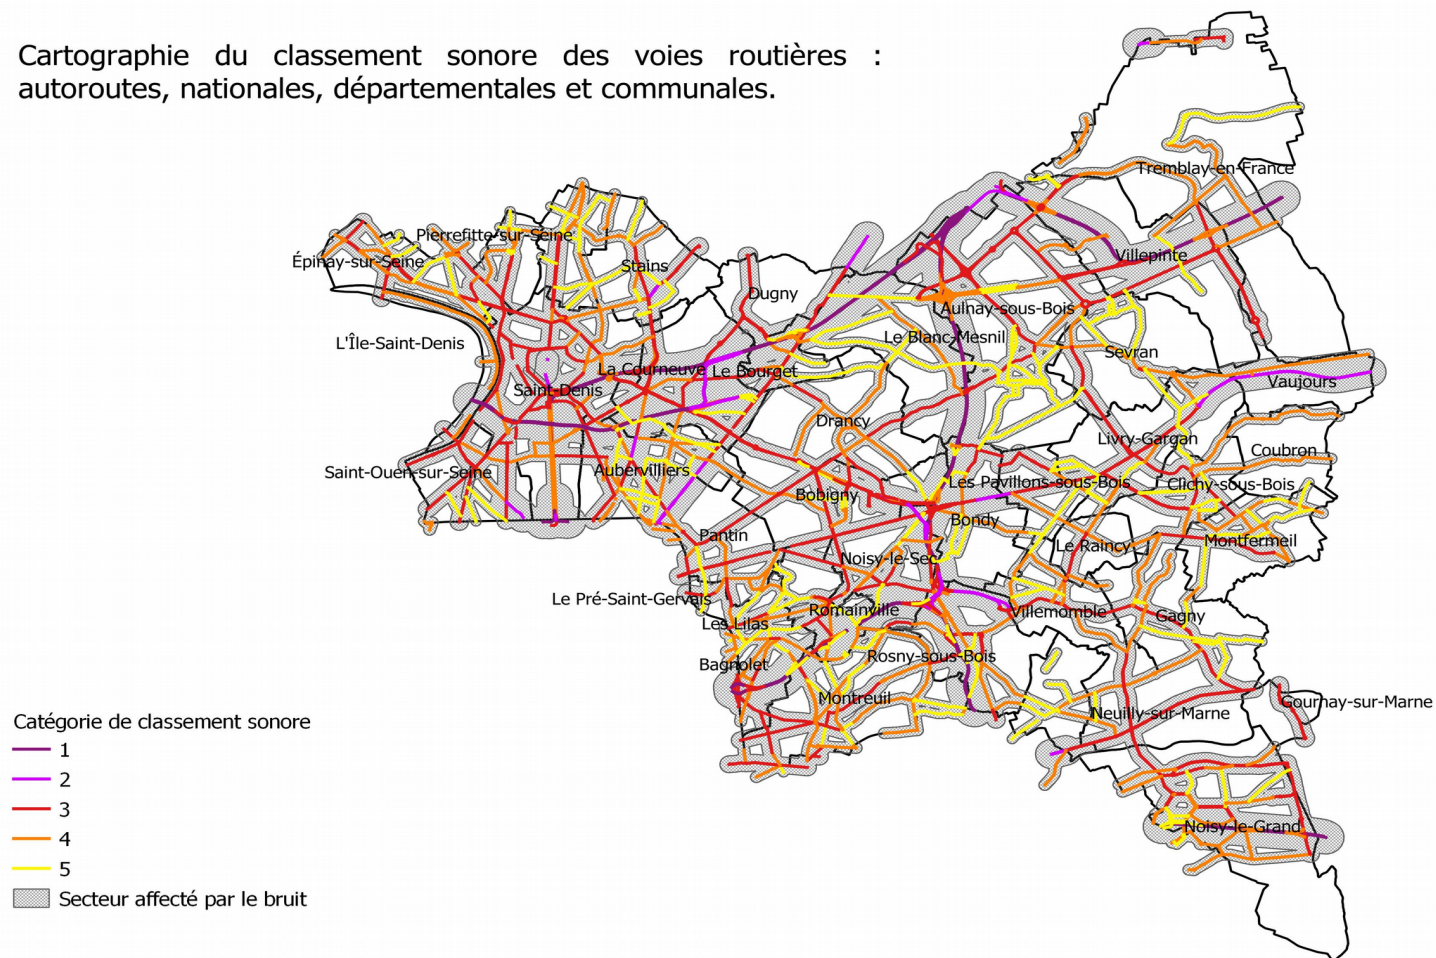 Cartographie du classement sonore des voies routières :
autoroutes, nationales, départementales et communales.
Tremblay-en-France
Pierrefitte-sur-Seine
Épinay-sur-Seine
Stains
Villepinte
Dugny
Aulnay-sous-Bois
L'Île-Saint-Denis
Le Blanc-Mesnil
Sevran
La Courneuve
Le Bourget
Saint-Denis
Vaujours
Drancy
Livry-Gargan
Coubron
Saint-Ouen-sur-Seine
Aubervilliers
Les Pavillons-sous-Bois
Clichy-sous-Bois
Bobigny
Bondy
Pantin
Le Raincy
Montfermeil
Noisy-le-Sec
Le Pré-Saint-Gervais
Romainville
Villemomble
Gagny
Les Lilas
Rosny-sous-Bois
Bagnolet
Montreuil
Gournay-sur-Marne
Neuilly-sur-Marne
Noisy-le-Grand
Catégorie de classement sonore
1
2
3
4
5
Secteur affecté par le bruit